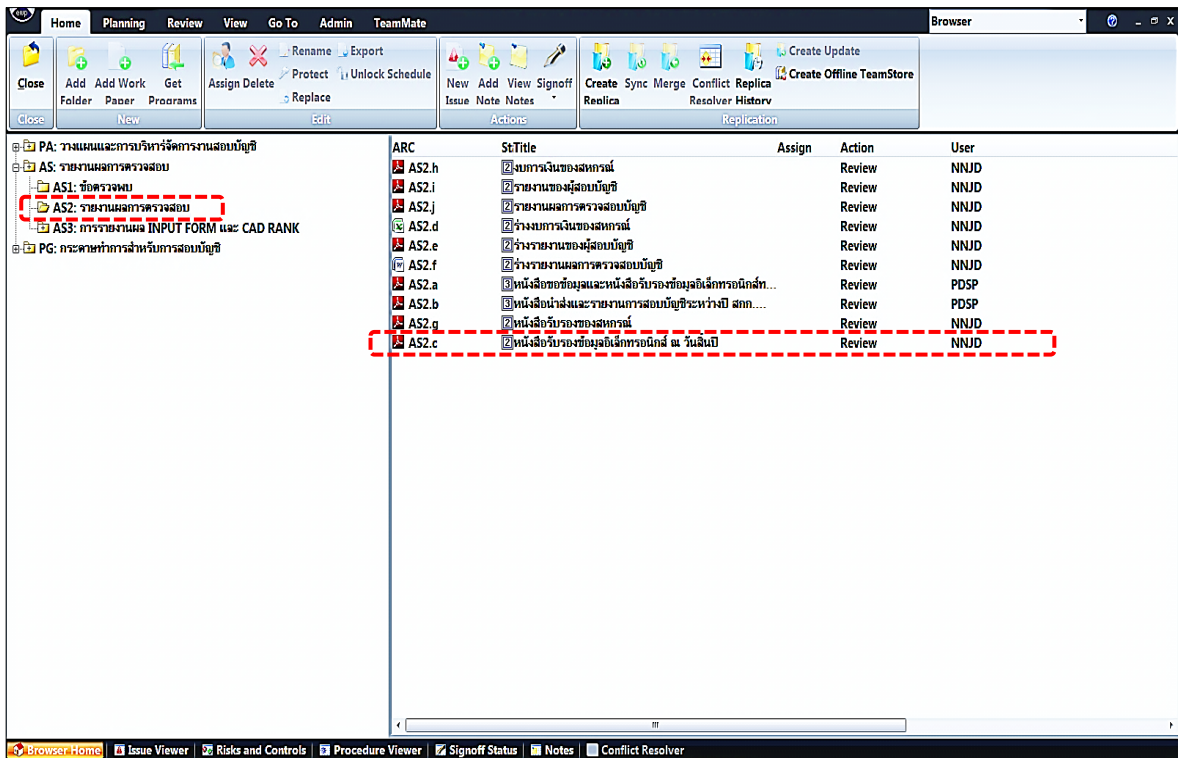 ewp Home Planning Review View Go To Admin TeamMate Browser
Close
Add Folder
Add Work Paper
Get Programs
Assign Delete
Rename Export
Protect Unlock Schedule
Replace
New Issue
Add Note
View Notes
Signoff
Create Replica
Sync Merge
Conflict Resolver
Replica History
Create Update
Create Offline TeamStore
Close New Edit Actions Replication
PA: วางแผนและการบริหารจัดการงานสอบบัญชี
AS: รายงานผลการตรวจสอบ
AS1: ข้อตรวจพบ
AS2: รายงานผลการตรวจสอบ
AS3: การรายงานผล INPUT FORM และ CAD RANK
PG: กระดาษทำการสำหรับการสอบบัญชี
ARC StTitle Assign Action User
AS2.h 2 งบการเงินของสหกรณ์ Review NNJD
AS2.i 2 รายงานของผู้สอบบัญชี Review NNJD
AS2.j 2 รายงานผลการตรวจสอบบัญชี Review NNJD
AS2.d 2 ร่างงบการเงินของสหกรณ์ Review NNJD
AS2.e 2 ร่างรายงานของผู้สอบบัญชี Review NNJD
AS2.f 2 ร่างรายงานผลการตรวจสอบบัญชี Review NNJD
AS2.a 3 หนังสือขอข้อมูลและหนังสือรับรองข้อมูลอิเล็กทรอนิกส์ท... Review PDSP
AS2.b 3 หนังสือนำส่งและรายงานการสอบบัญชีระหว่างปี สกก.... Review PDSP
AS2.g 2 หนังสือรับรองของสหกรณ์ Review NNJD
AS2.c 2 หนังสือรับรองข้อมูลอิเล็กทรอนิกส์ ณ วันสิ้นปี Review NNJD
Browser Home Issue Viewer Risks and Controls Procedure Viewer Signoff Status Notes Conflict Resolver